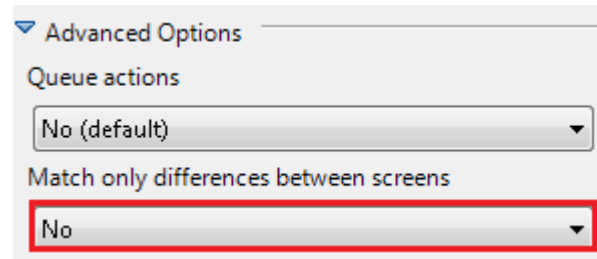 Advanced Options
Queue actions
No (default)
Match only differences between screens
No